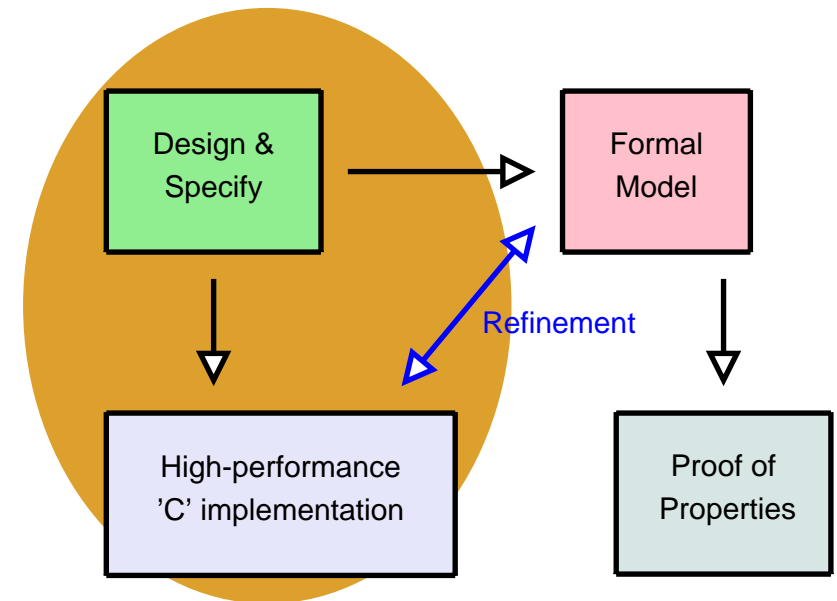 Design &
Specify
Formal
Model
Refinement
High-performance
’C’ implementation
Proof of
Properties